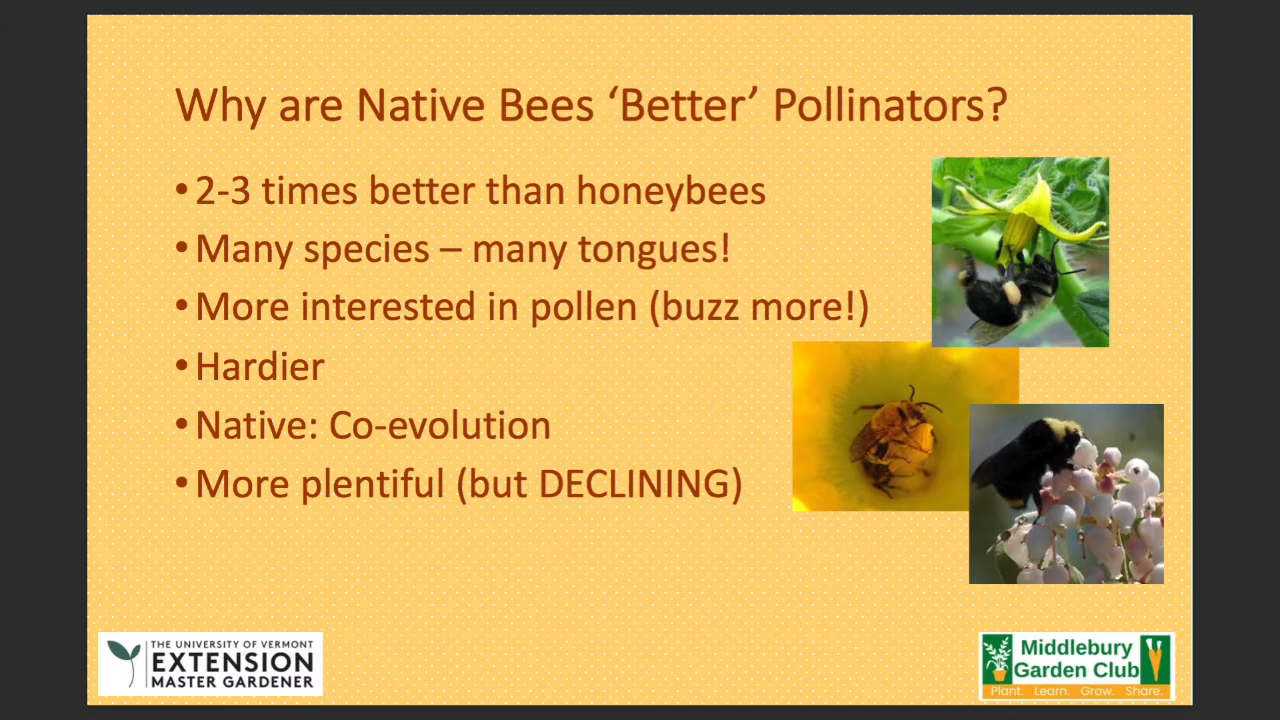 Why are Native Bees ‘Better’ Pollinators?
• 2-3 times better than honeybees
• Many species – many tongues!
• More interested in pollen (buzz more!)
• Hardier
• Native: Co-evolution
• More plentiful (but DECLINING)
THE UNIVERSITY OF VERMONT
EXTENSION
MASTER GARDENER
Middlebury
Garden Club
Plant. Learn. Grow. Share.